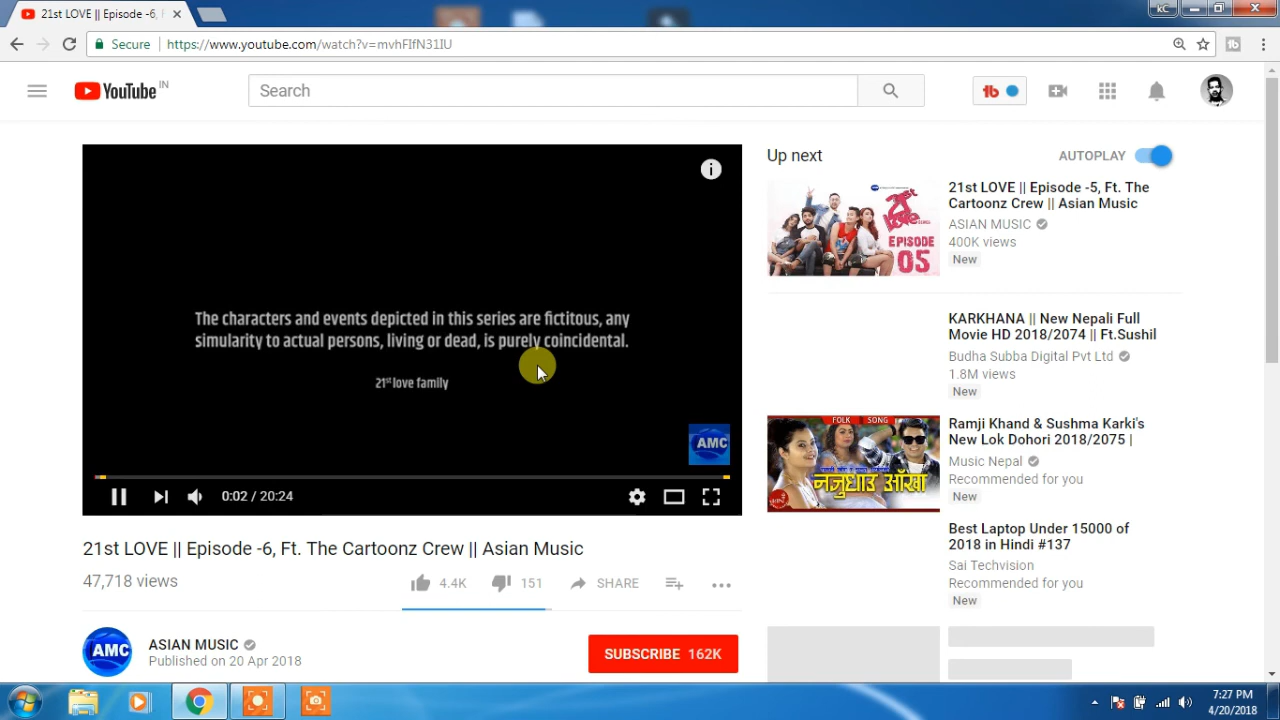 21st LOVE || Episode -6, F
kC
Secure
https://www.youtube.com/watch?v=mvhFIfN31IU
YouTube IN
Search
Up next
AUTOPLAY
The characters and events depicted in this series are fictitous, any
simularity to actual persons, living or dead, is purely coincidental.
21st love family
AMC
0:02 / 20:24
21st LOVE || Episode -6, Ft. The Cartoonz Crew || Asian Music
47,718 views
4.4K
151
SHARE
AMC
ASIAN MUSIC
Published on 20 Apr 2018
SUBSCRIBE 162K
EPISODE
05
21st LOVE || Episode -5, Ft. The
Cartoonz Crew || Asian Music
ASIAN MUSIC
400K views
New
KARKHANA || New Nepali Full
Movie HD 2018/2074 || Ft.Sushil
Budha Subba Digital Pvt Ltd
1.8M views
New
FOLK SONG
नजुधाउ आँखा
Ramji Khand & Sushma Karki's
New Lok Dohori 2018/2075 |
Music Nepal
Recommended for you
New
Best Laptop Under 15000 of
2018 in Hindi #137
Sai Techvision
Recommended for you
New
7:27 PM
4/20/2018